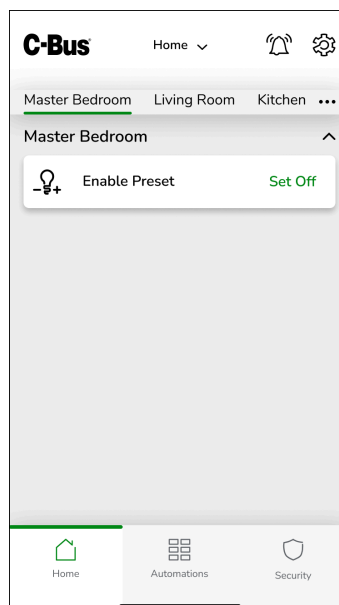 C-Bus Home
Master Bedroom Living Room Kitchen
Master Bedroom
Enable Preset Set Off
Home Automations Security